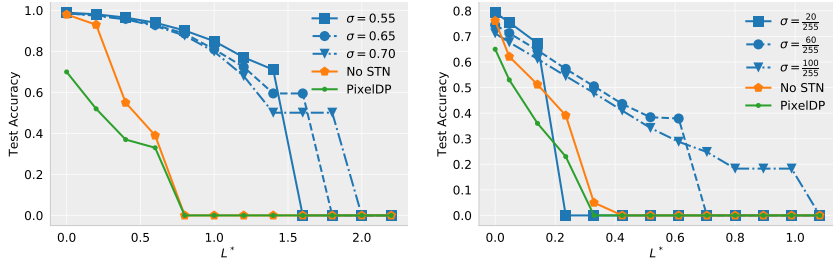 Test Accuracy
1.0
0.8
0.6
0.4
0.2
0.0
0.0
0.5
1.0
1.5
2.0
L*
σ = 0.55
σ = 0.65
σ = 0.70
No STN
PixelDP
Test Accuracy
0.8
0.7
0.6
0.5
0.4
0.3
0.2
0.1
0.0
0.0
0.2
0.4
0.6
0.8
1.0
L*
σ = 20/255
σ = 60/255
σ = 100/255
No STN
PixelDP